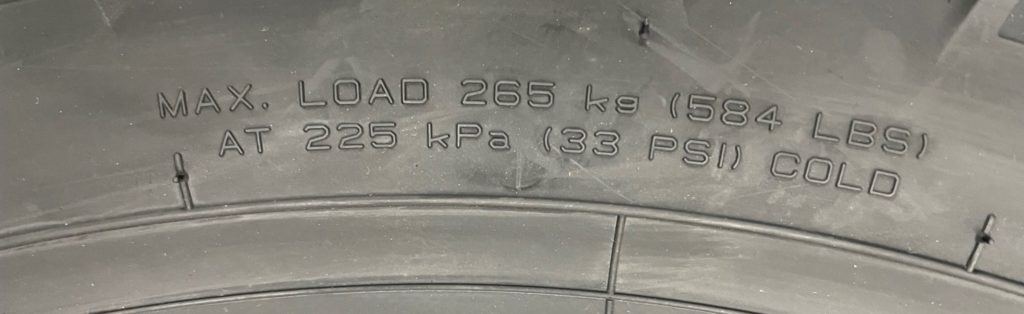 MAX. LOAD 265 kg (584 LBS)
AT 225 kPa (33 PSI) COLD